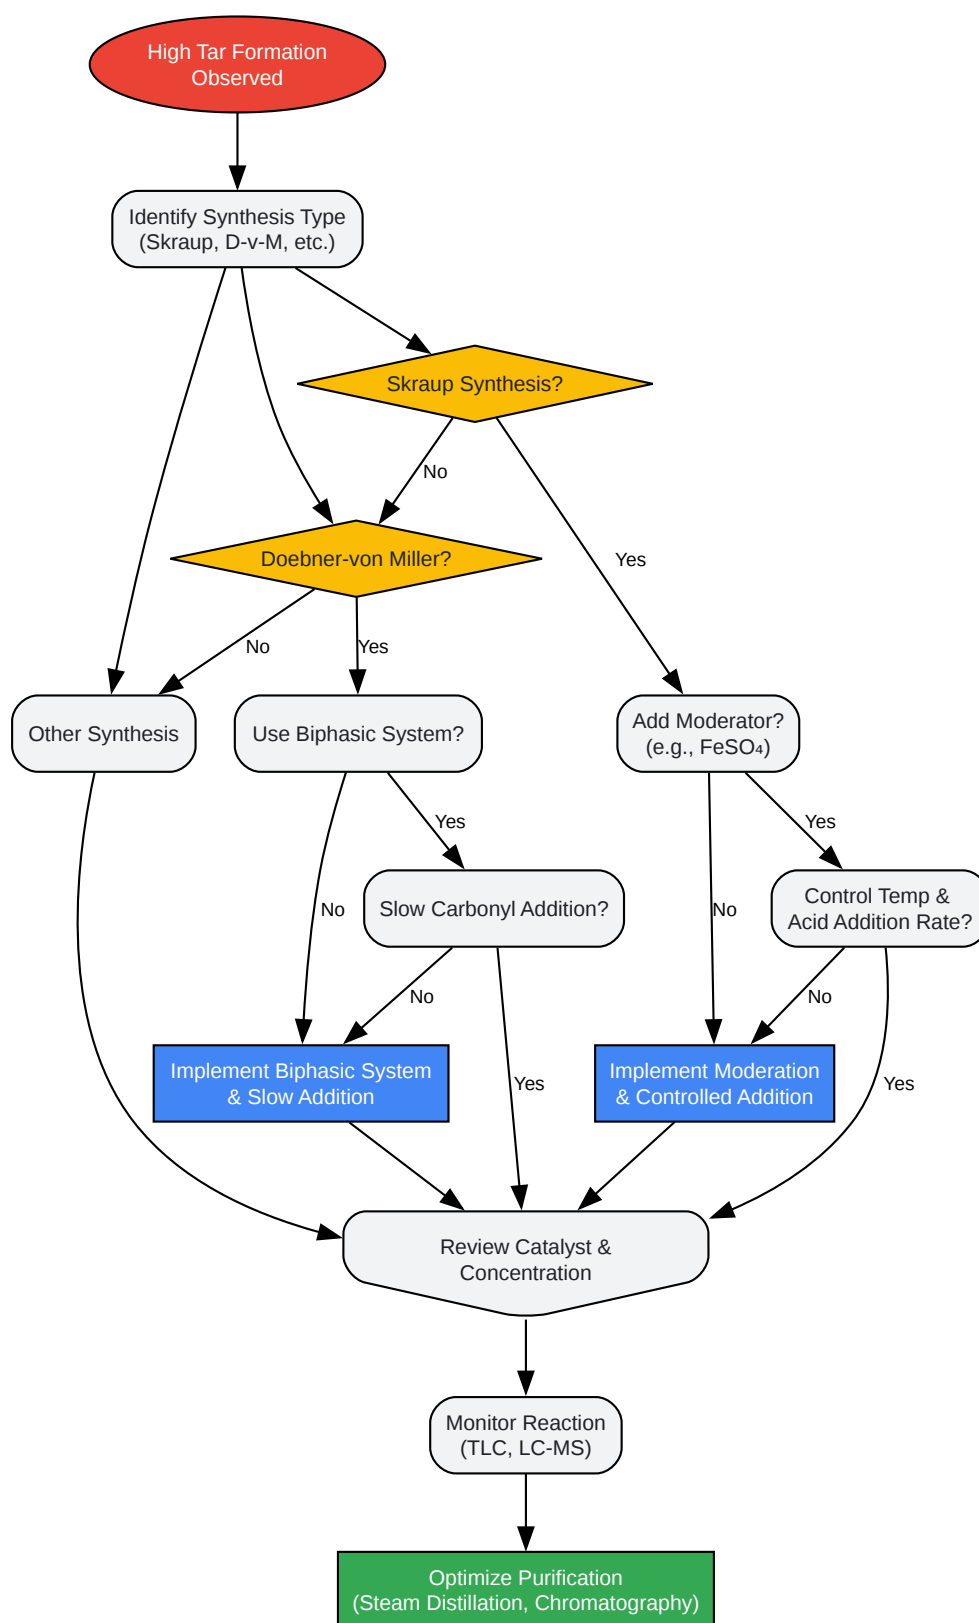 High Tar Formation
Observed
Identify Synthesis Type
(Skraup, D-v-M, etc.)
Skraup Synthesis?
No
Doebner-von Miller?
Yes
No
Yes
Other Synthesis
Use Biphasic System?
Add Moderator?
(e.g., FeSO₄)
Yes
Yes
Slow Carbonyl Addition?
Control Temp &
Acid Addition Rate?
No
No
No
No
Implement Biphasic System
& Slow Addition
Yes
Implement Moderation
& Controlled Addition
Yes
Review Catalyst &
Concentration
Monitor Reaction
(TLC, LC-MS)
Optimize Purification
(Steam Distillation, Chromatography)